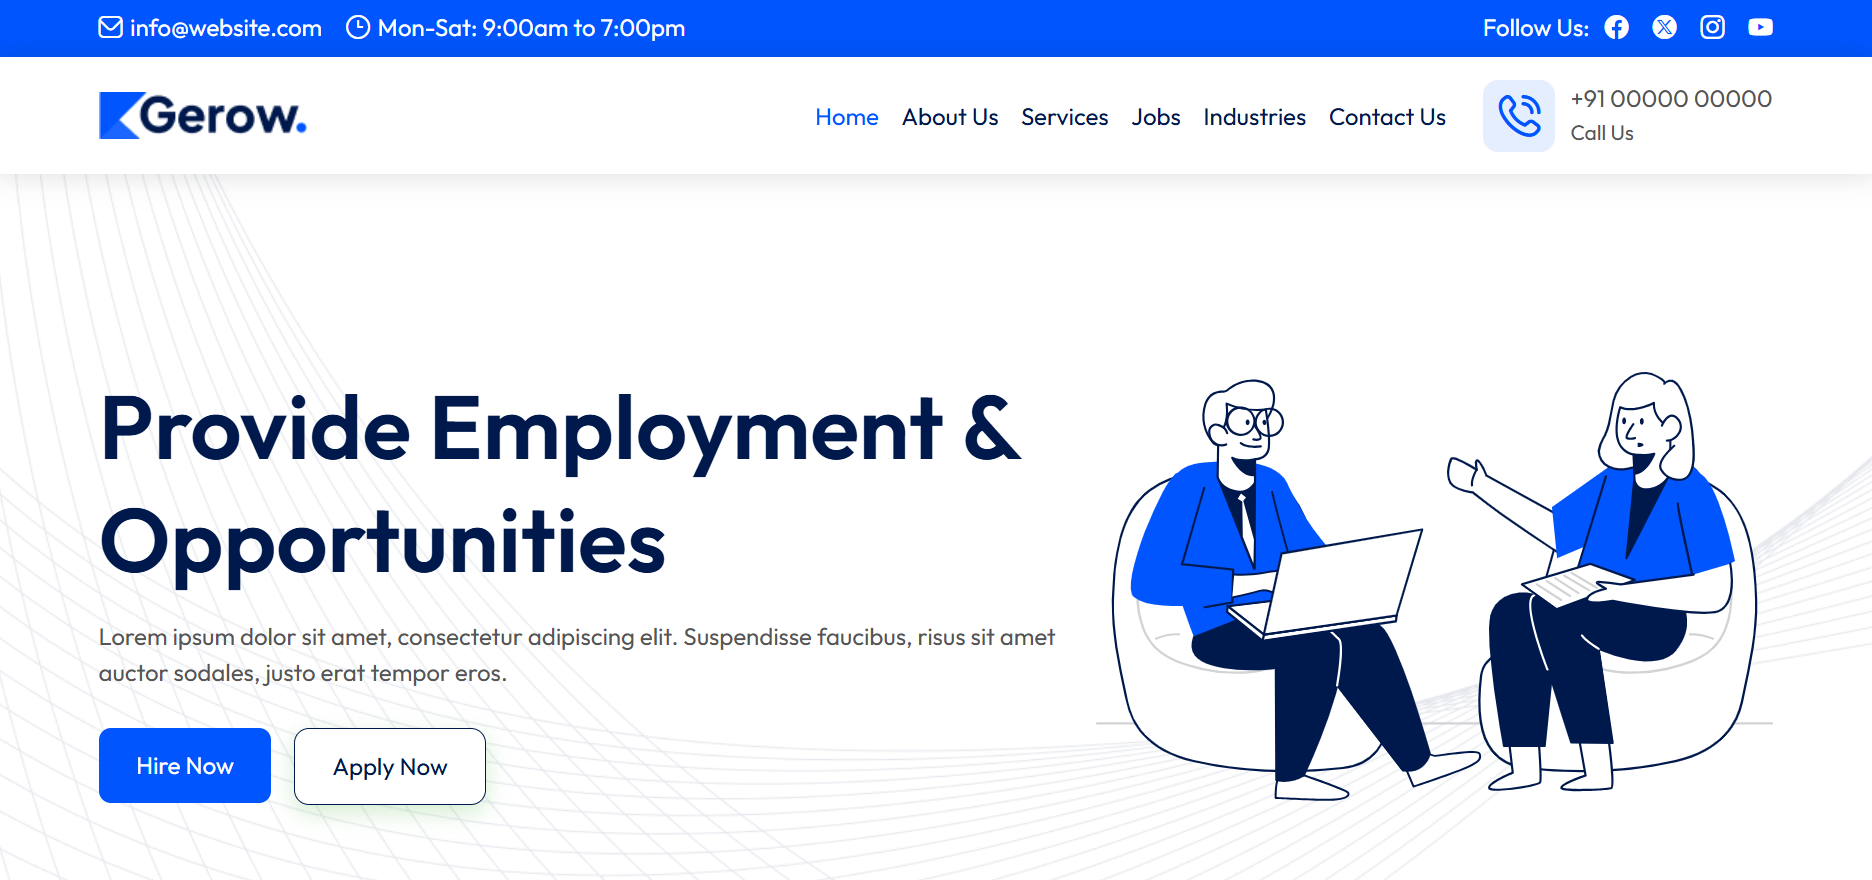 info@website.com Mon-Sat: 9:00am to 7:00pm Follow Us:
Gerow.
Home About Us Services Jobs Industries Contact Us
+91 00000 00000
Call Us
Provide Employment &
Opportunities
Lorem ipsum dolor sit amet, consectetur adipiscing elit. Suspendisse faucibus, risus sit amet
auctor sodales, justo erat tempor eros.
Hire Now Apply Now